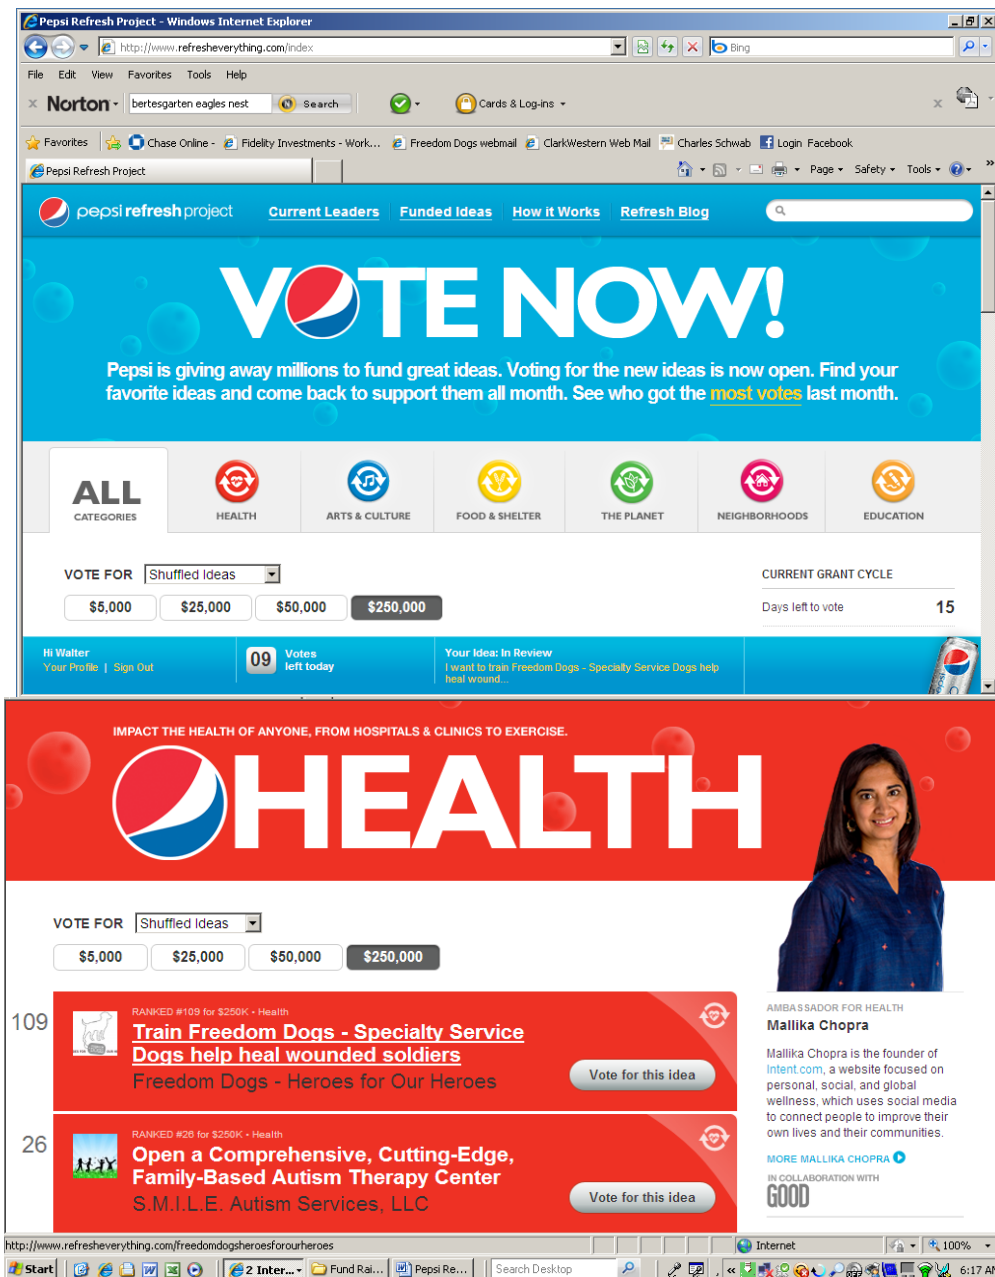 Pepsi Refresh Project - Windows Internet Explorer
http://www.refresheverything.com/index
Bing
File Edit View Favorites Tools Help
x Norton bertesgarten eagles nest Search Cards & Log-ins x
Favorites Chase Online - Fidelity Investments - Work... Freedom Dogs webmail ClarkWestern Web Mail Charles Schwab Login Facebook
Pepsi Refresh Project Page Safety Tools »
pepsi refresh project Current Leaders Funded Ideas How it Works Refresh Blog
VOTE NOW!
Pepsi is giving away millions to fund great ideas. Voting for the new ideas is now open. Find your
favorite ideas and come back to support them all month. See who got the most votes last month.
ALL
CATEGORIES HEALTH ARTS & CULTURE FOOD & SHELTER THE PLANET NEIGHBORHOODS EDUCATION
VOTE FOR Shuffled Ideas CURRENT GRANT CYCLE
$5,000 $25,000 $50,000 $250,000 Days left to vote 15
Hi Walter
Your Profile | Sign Out
09 Votes
left today
Your Idea: In Review
I want to train Freedom Dogs - Specialty Service Dogs help
heal wound...
IMPACT THE HEALTH OF ANYONE, FROM HOSPITALS & CLINICS TO EXERCISE.
HEALTH
VOTE FOR Shuffled Ideas
$5,000 $25,000 $50,000 $250,000
109
RANKED #109 for $250K • Health
Train Freedom Dogs - Specialty Service
Dogs help heal wounded soldiers
Freedom Dogs - Heroes for Our Heroes
Vote for this idea
26
RANKED #26 for $250K • Health
Open a Comprehensive, Cutting-Edge,
Family-Based Autism Therapy Center
S.M.I.L.E. Autism Services, LLC
Vote for this idea
AMBASSADOR FOR HEALTH
Mallika Chopra
Mallika Chopra is the founder of
Intent.com, a website focused on
personal, social, and global
wellness, which uses social media
to connect people to improve their
own lives and their communities.
MORE MALLIKA CHOPRA
IN COLLABORATION WITH
GOOD
http://www.refresheverything.com/freedomdogsheroesforourheroes Internet 100%
Start 2 Inter... Fund Rai... Pepsi Re... Search Desktop « 6:17 AM